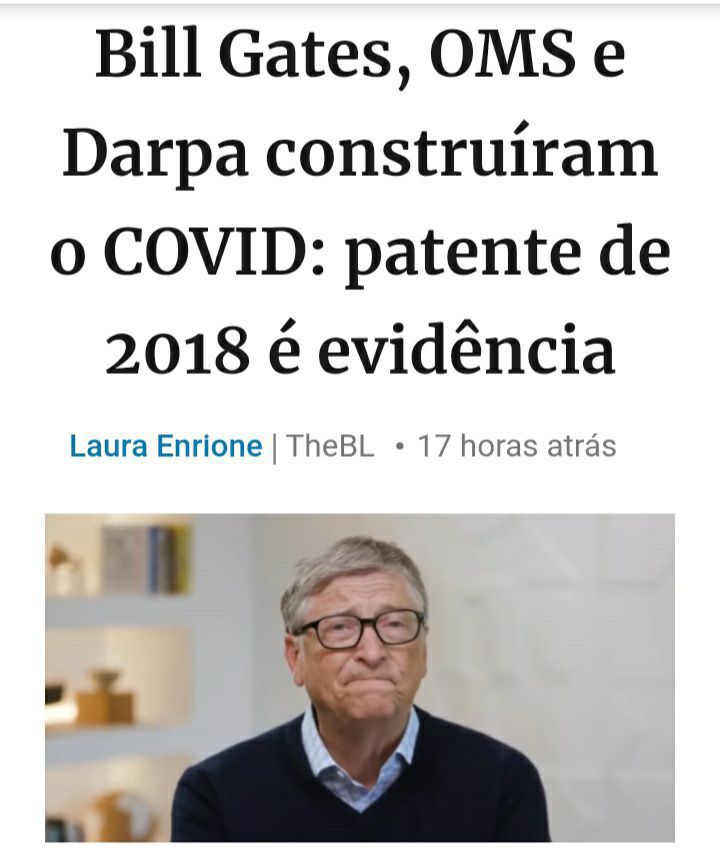 Bill Gates, OMS e
Darpa construíram
o COVID: patente de
2018 é evidência
Laura Enrione | TheBL • 17 horas atrás